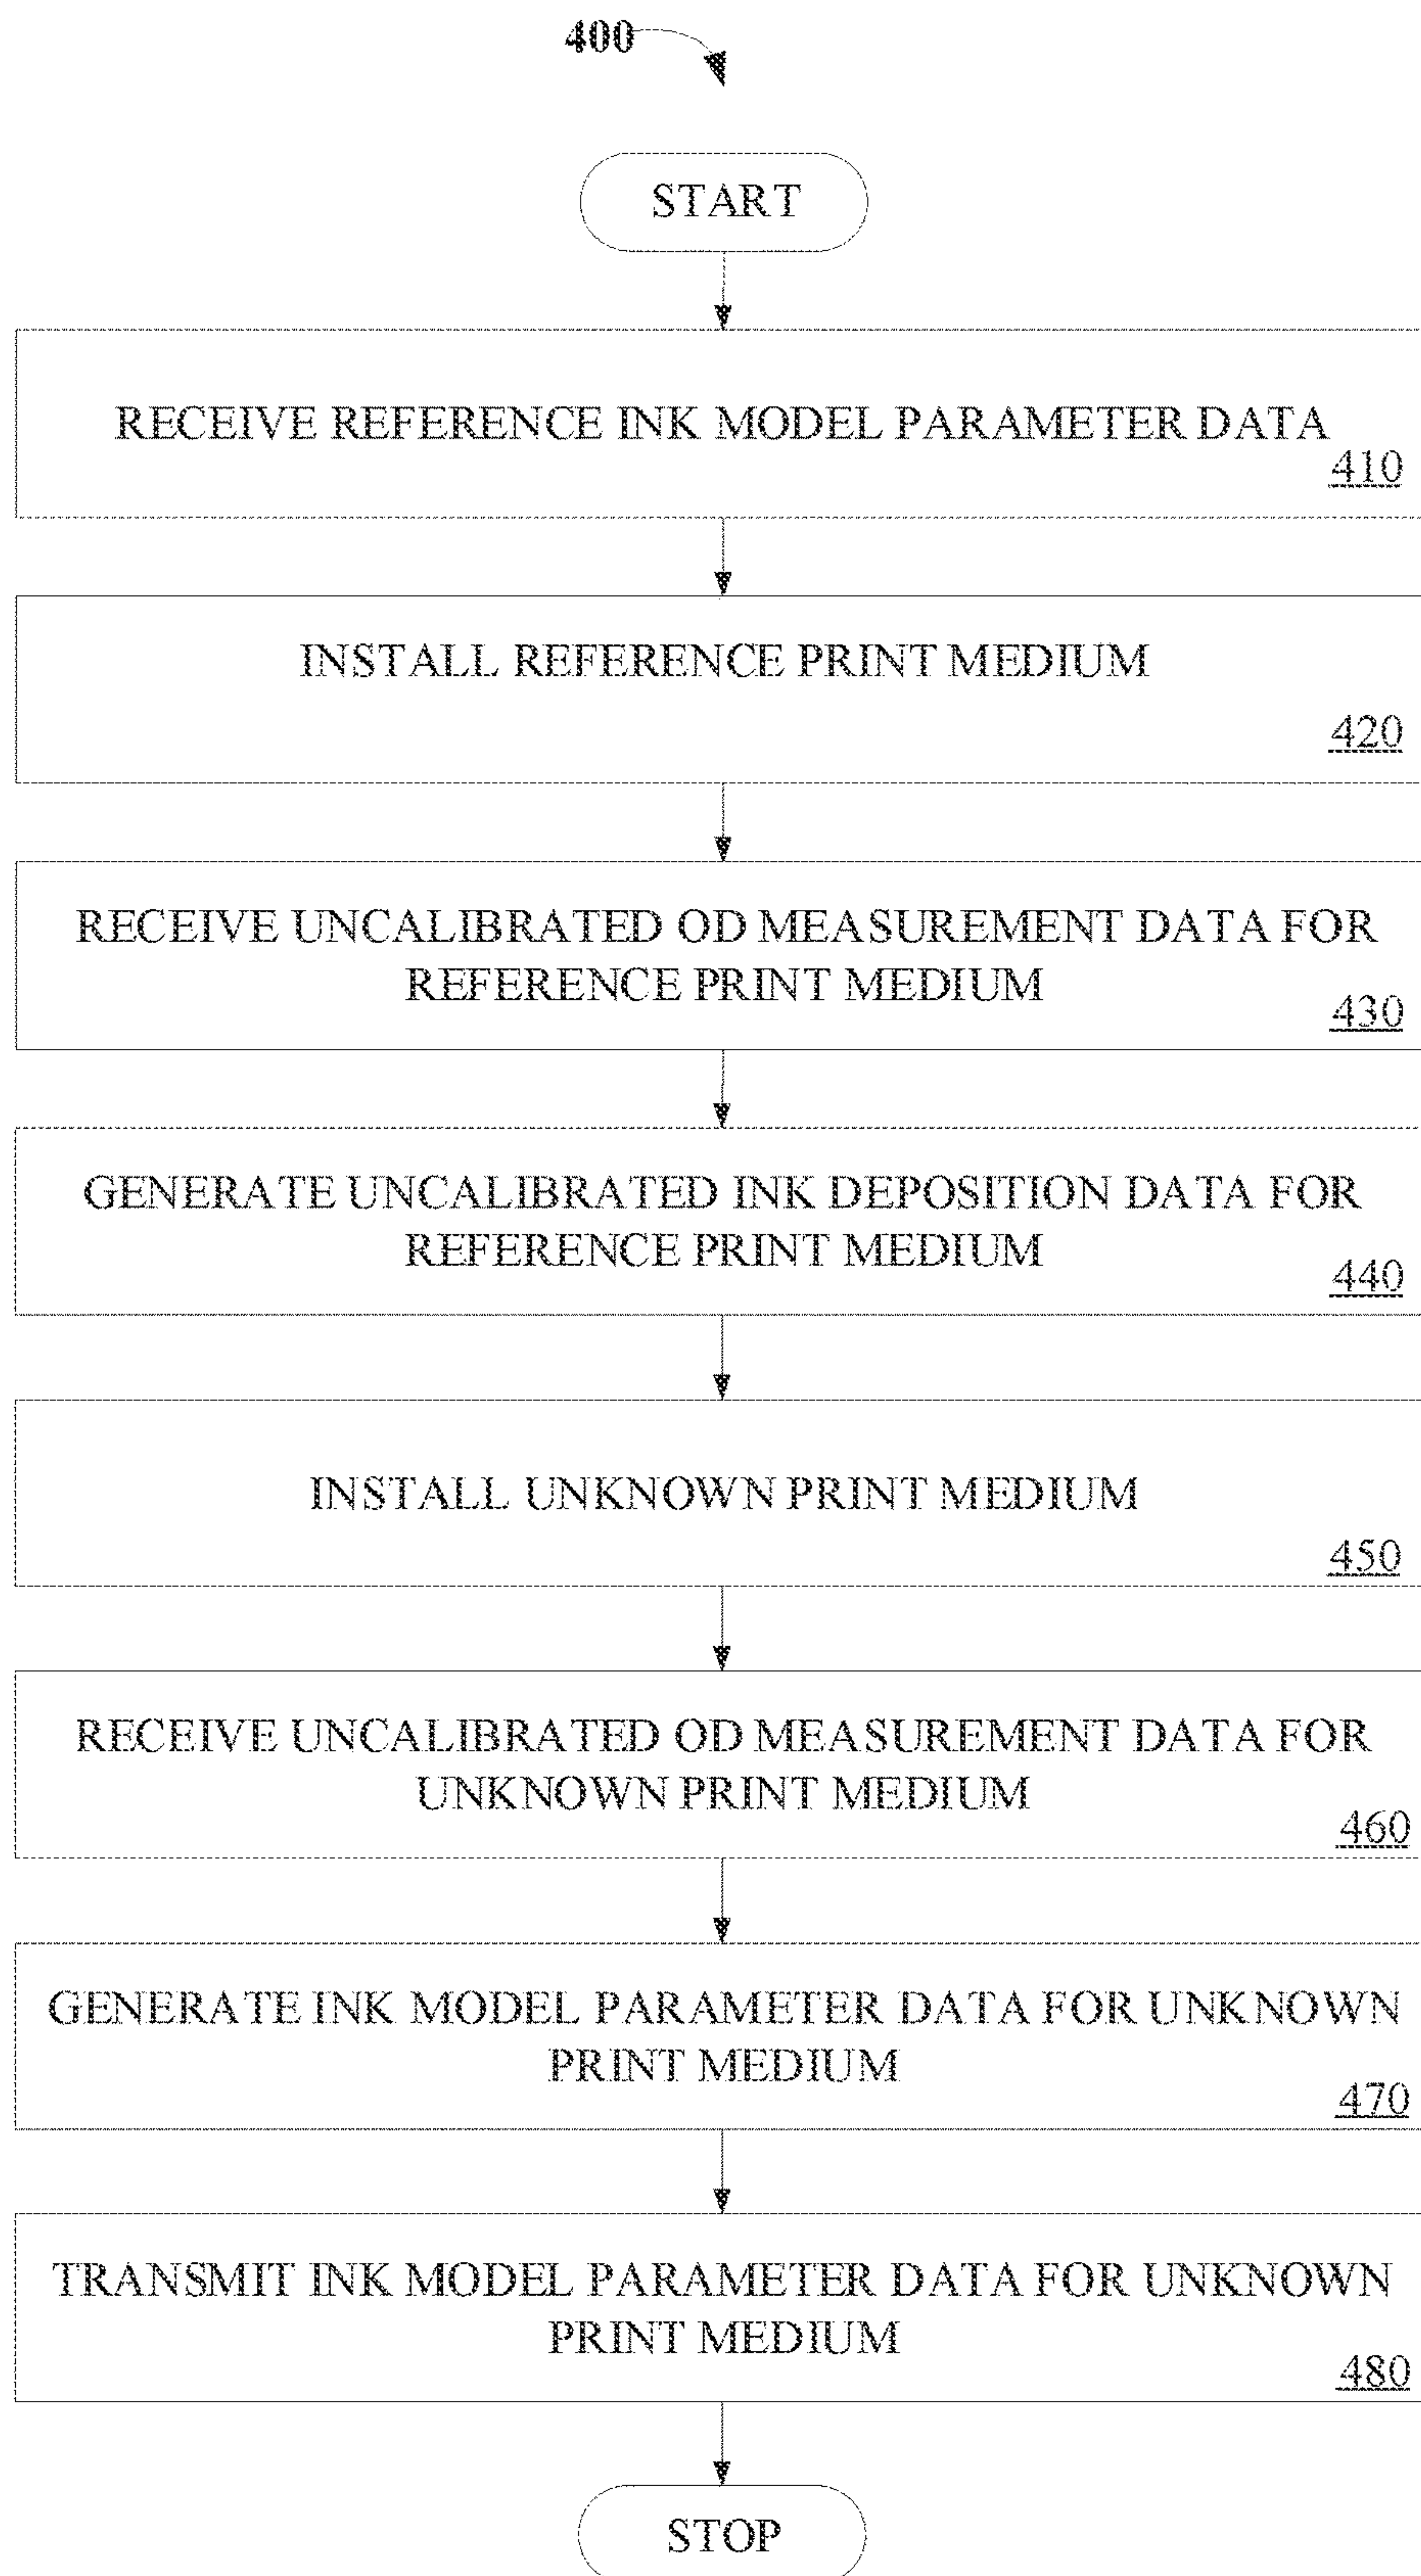 400
START
RECEIVE REFERENCE INK MODEL PARAMETER DATA
410
INSTALL REFERENCE PRINT MEDIUM
420
RECEIVE UNCALIBRATED OD MEASUREMENT DATA FOR
REFERENCE PRINT MEDIUM
430
GENERATE UNCALIBRATED INK DEPOSITION DATA FOR
REFERENCE PRINT MEDIUM
440
INSTALL UNKNOWN PRINT MEDIUM
450
RECEIVE UNCALIBRATED OD MEASUREMENT DATA FOR
UNKNOWN PRINT MEDIUM
460
GENERATE INK MODEL PARAMETER DATA FOR UNKNOWN
PRINT MEDIUM
470
TRANSMIT INK MODEL PARAMETER DATA FOR UNKNOWN
PRINT MEDIUM
480
STOP